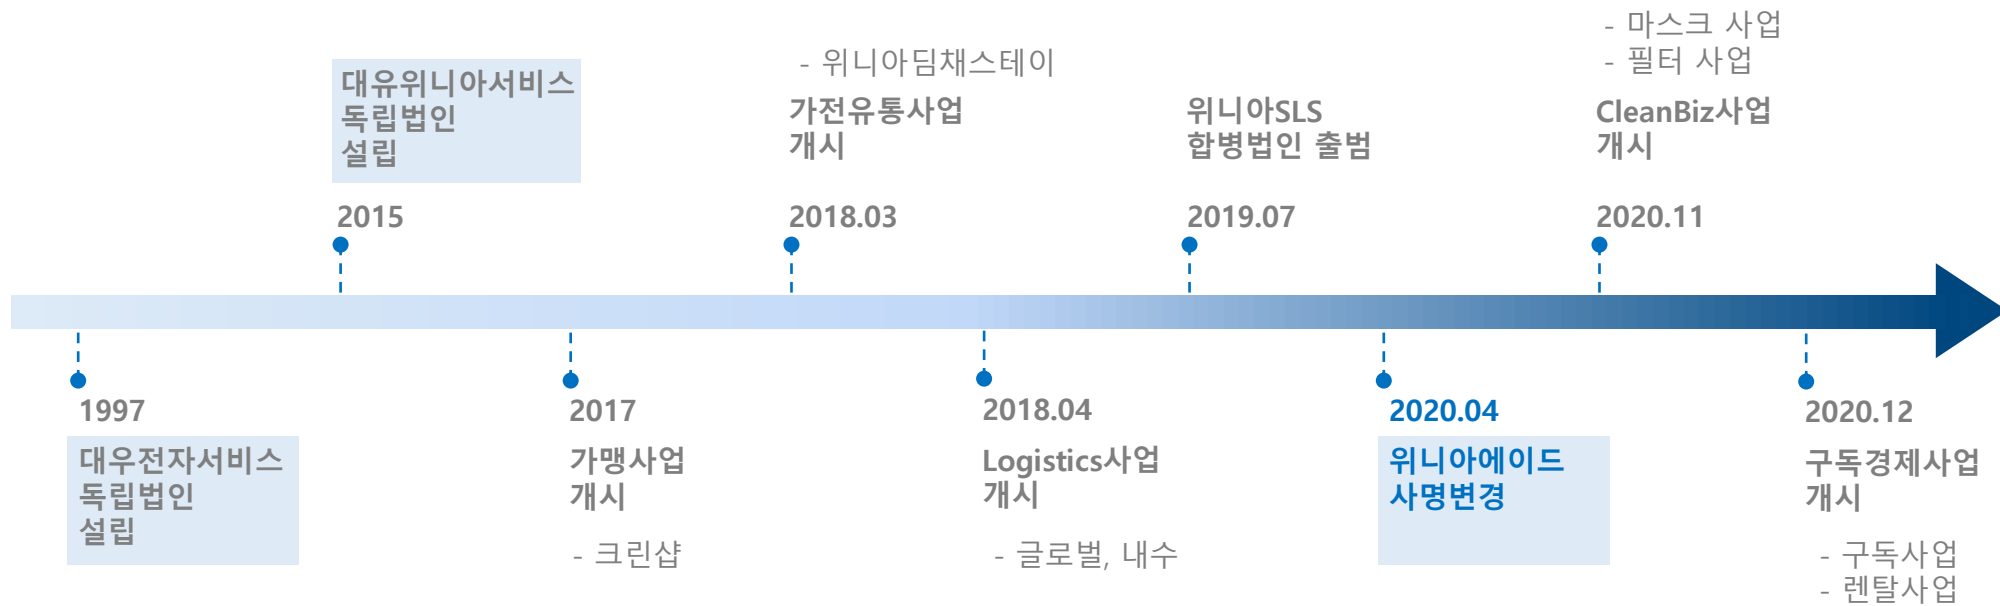 - 마스크 사업
- 필터 사업
- 위니아딤채스테이
대유위니아서비스
독립법인
설립
가전유통사업
개시
위니아SLS
합병법인 출범
CleanBiz사업
개시
2015
2018.03
2019.07
2020.11
1997
2017
2018.04
2020.04
2020.12
대우전자서비스
독립법인
설립
가맹사업
개시
- 크린샵
Logistics사업
개시
- 글로벌, 내수
위니아에이드
사명변경
구독경제사업
개시
- 구독사업
- 렌탈사업